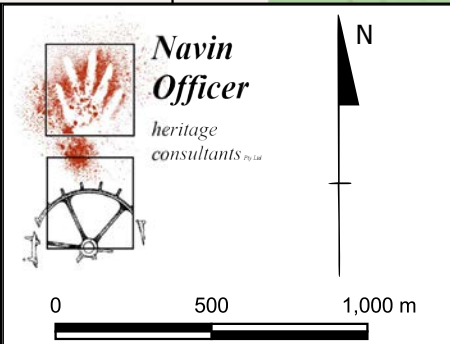 Navin
Officer
heritage
consultants Pty Ltd
N
0 500 1,000 m